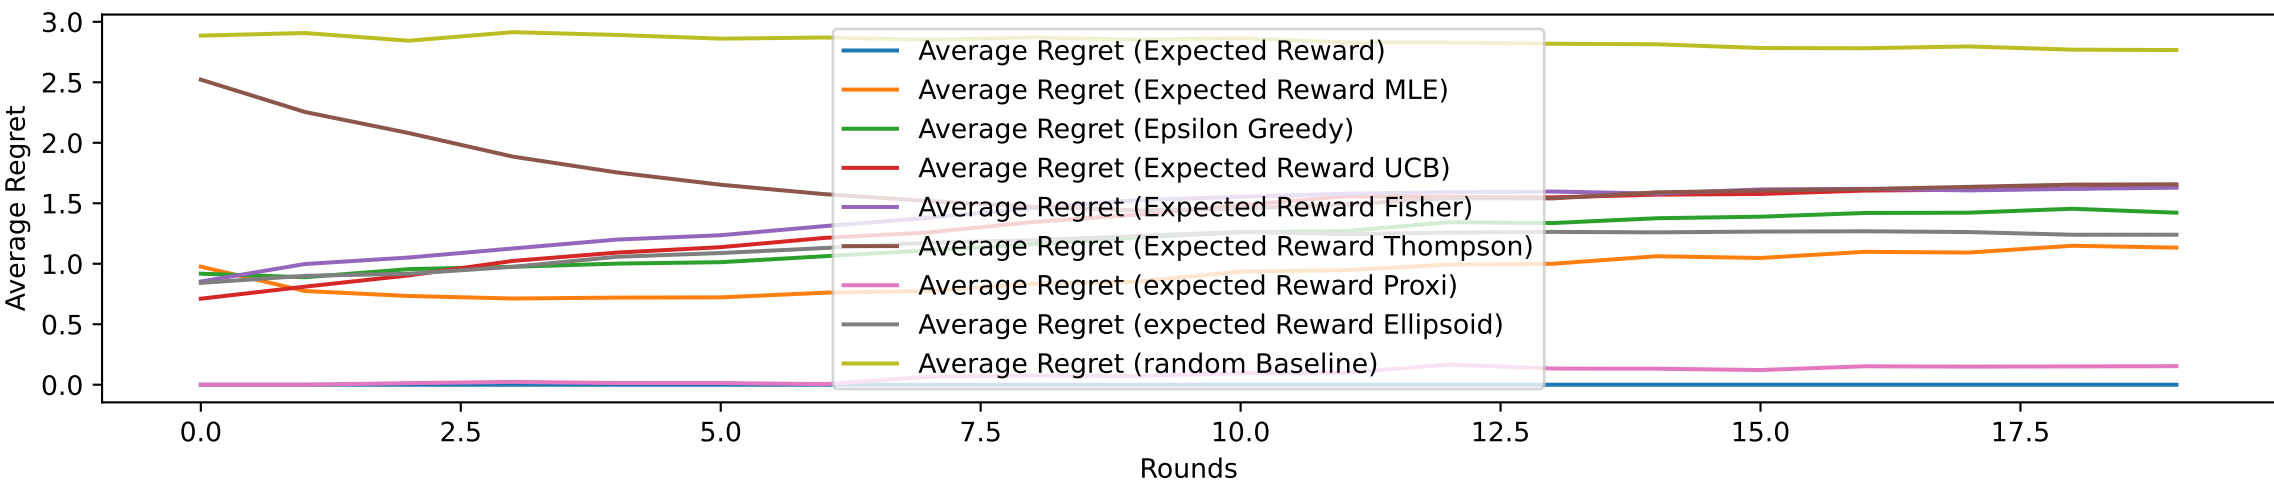 3.0
2.5
2.0
1.5
1.0
0.5
0.0
Average Regret
Average Regret (Expected Reward)
Average Regret (Expected Reward MLE)
Average Regret (Epsilon Greedy)
Average Regret (Expected Reward UCB)
Average Regret (Expected Reward Fisher)
Average Regret (Expected Reward Thompson)
Average Regret (expected Reward Proxi)
Average Regret (expected Reward Ellipsoid)
Average Regret (random Baseline)
0.0 2.5 5.0 7.5 10.0 12.5 15.0 17.5
Rounds